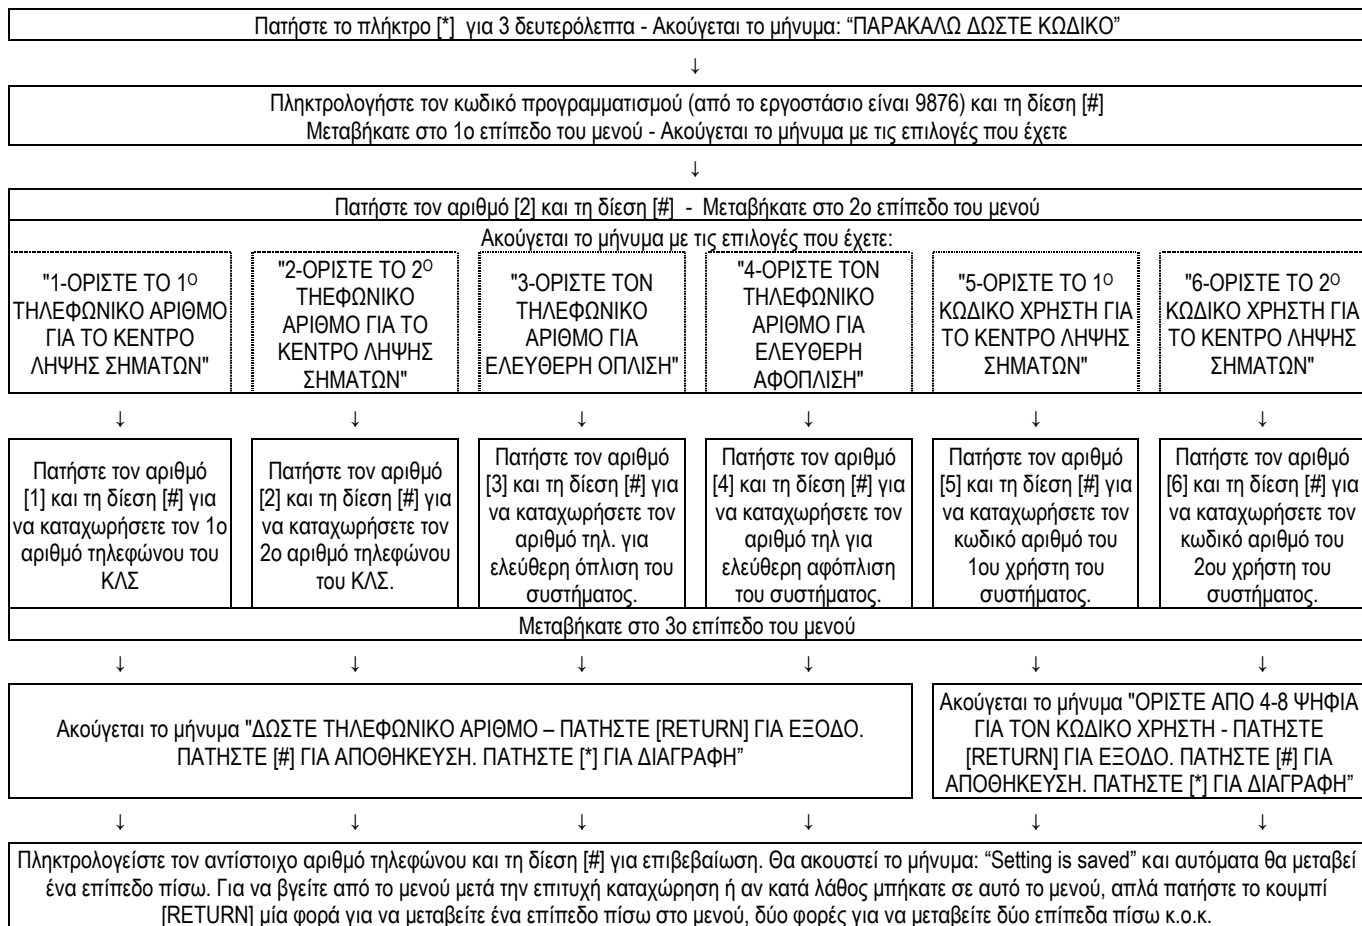 Πατήστε το πλήκτρο [*] για 3 δευτερόλεπτα - Ακούγεται το μήνυμα: “ΠΑΡΑΚΑΛΩ ΔΩΣΤΕ ΚΩΔΙΚΟ”
↓
Πληκτρολογήστε τον κωδικό προγραμματισμού (από το εργοστάσιο είναι 9876) και τη δίεση [#]
Μεταβήκατε στο 1ο επίπεδο του μενού - Ακούγεται το μήνυμα με τις επιλογές που έχετε
↓
Πατήστε τον αριθμό [2] και τη δίεση [#] - Μεταβήκατε στο 2ο επίπεδο του μενού
Ακούγεται το μήνυμα με τις επιλογές που έχετε:
"1-ΟΡΙΣΤΕ ΤΟ 1Ο
ΤΗΛΕΦΩΝΙΚΟ ΑΡΙΘΜΟ
ΓΙΑ ΤΟ ΚΕΝΤΡΟ
ΛΗΨΗΣ ΣΗΜΑΤΩΝ"
"2-ΟΡΙΣΤΕ ΤΟ 2Ο
ΤΗΕΦΩΝΙΚΟ
ΑΡΙΘΜΟ ΓΙΑ ΤΟ
ΚΕΝΤΡΟ ΛΗΨΗΣ
ΣΗΜΑΤΩΝ"
"3-ΟΡΙΣΤΕ ΤΟΝ
ΤΗΛΕΦΩΝΙΚΟ
ΑΡΙΘΜΟ ΓΙΑ
ΕΛΕΥΘΕΡΗ ΟΠΛΙΣΗ"
"4-ΟΡΙΣΤΕ ΤΟΝ
ΤΗΛΕΦΩΝΙΚΟ
ΑΡΙΘΜΟ ΓΙΑ
ΕΛΕΥΘΕΡΗ
ΑΦΟΠΛΙΣΗ"
"5-ΟΡΙΣΤΕ ΤΟ 1Ο
ΚΩΔΙΚΟ ΧΡΗΣΤΗ ΓΙΑ
ΤΟ ΚΕΝΤΡΟ ΛΗΨΗΣ
ΣΗΜΑΤΩΝ"
"6-ΟΡΙΣΤΕ ΤΟ 2Ο
ΚΩΔΙΚΟ ΧΡΗΣΤΗ ΓΙΑ
ΤΟ ΚΕΝΤΡΟ ΛΗΨΗΣ
ΣΗΜΑΤΩΝ"
↓ ↓ ↓ ↓ ↓ ↓
Πατήστε τον αριθμό
[1] και τη δίεση [#] για
να καταχωρήσετε τον 1ο
αριθμό τηλεφώνου του
ΚΛΣ
Πατήστε τον αριθμό
[2] και τη δίεση [#] για
να καταχωρήσετε τον
2ο αριθμό τηλεφώνου
του ΚΛΣ.
Πατήστε τον αριθμό
[3] και τη δίεση [#] για
να καταχωρήσετε τον
αριθμό τηλ. για
ελεύθερη όπλιση του
συστήματος.
Πατήστε τον αριθμό
[4] και τη δίεση [#] για
να καταχωρήσετε τον
αριθμό τηλ για
ελεύθερη αφόπλιση
του συστήματος.
Πατήστε τον αριθμό
[5] και τη δίεση [#] για
να καταχωρήσετε τον
κωδικό αριθμό του
1ου χρήστη του
συστήματος.
Πατήστε τον αριθμό
[6] και τη δίεση [#] για
να καταχωρήσετε τον
κωδικό αριθμό του
2ου χρήστη του
συστήματος.
Μεταβήκατε στο 3ο επίπεδο του μενού
↓ ↓ ↓ ↓ ↓ ↓
Ακούγεται το μήνυμα "ΔΩΣΤΕ ΤΗΛΕΦΩΝΙΚΟ ΑΡΙΘΜΟ – ΠΑΤΗΣΤΕ [RETURN] ΓΙΑ ΕΞΟΔΟ.
ΠΑΤΗΣΤΕ [#] ΓΙΑ ΑΠΟΘΗΚΕΥΣΗ. ΠΑΤΗΣΤΕ [*] ΓΙΑ ΔΙΑΓΡΑΦΗ”
Ακούγεται το μήνυμα "ΟΡΙΣΤΕ ΑΠΟ 4-8 ΨΗΦΙΑ
ΓΙΑ ΤΟΝ ΚΩΔΙΚΟ ΧΡΗΣΤΗ - ΠΑΤΗΣΤΕ
[RETURN] ΓΙΑ ΕΞΟΔΟ. ΠΑΤΗΣΤΕ [#] ΓΙΑ
ΑΠΟΘΗΚΕΥΣΗ. ΠΑΤΗΣΤΕ [*] ΓΙΑ ΔΙΑΓΡΑΦΗ”
↓ ↓ ↓ ↓ ↓ ↓
Πληκτρολογείστε τον αντίστοιχο αριθμό τηλεφώνου και τη δίεση [#] για επιβεβαίωση. Θα ακουστεί το μήνυμα: “Setting is saved” και αυτόματα θα μεταβεί
ένα επίπεδο πίσω. Για να βγείτε από το μενού μετά την επιτυχή καταχώρηση ή αν κατά λάθος μπήκατε σε αυτό το μενού, απλά πατήστε το κουμπί
[RETURN] μία φορά για να μεταβείτε ένα επίπεδο πίσω στο μενού, δύο φορές για να μεταβείτε δύο επίπεδα πίσω κ.ο.κ.